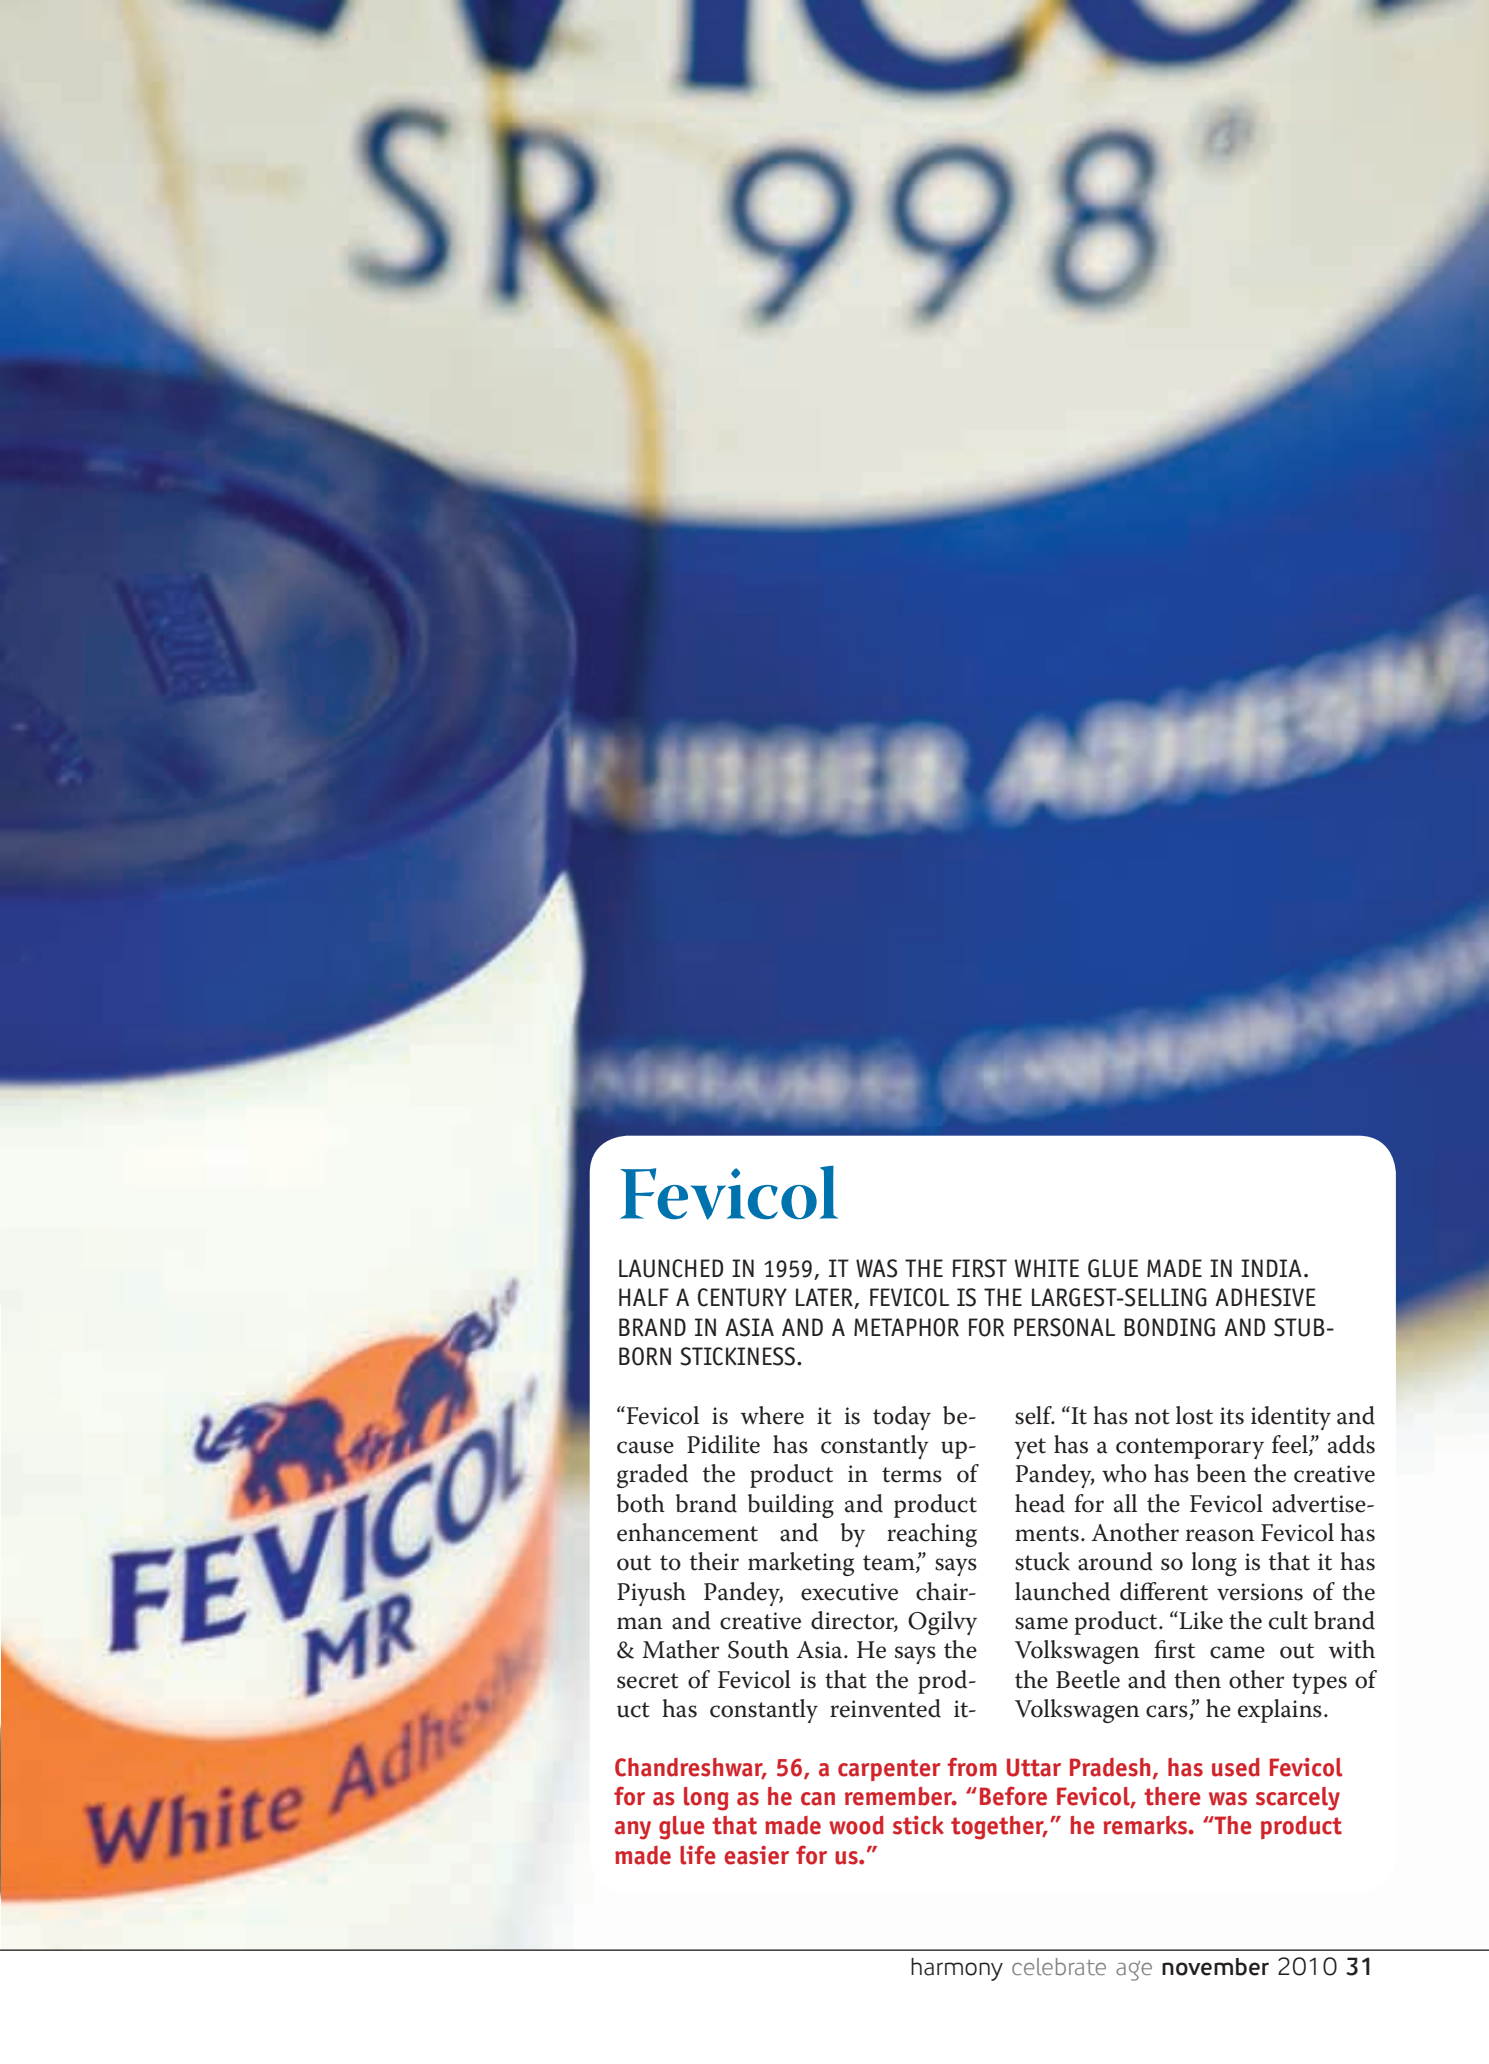 SR 998
RUBBER ADHESIVE
FEVICOL
MR
White Adhesive
Fevicol
LAUNCHED IN 1959, IT WAS THE FIRST WHITE GLUE MADE IN INDIA.
HALF A CENTURY LATER, FEVICOL IS THE LARGEST-SELLING ADHESIVE
BRAND IN ASIA AND A METAPHOR FOR PERSONAL BONDING AND STUB-
BORN STICKINESS.
“Fevicol is where it is today be-
cause Pidilite has constantly up-
graded the product in terms of
both brand building and product
enhancement and by reaching
out to their marketing team,” says
Piyush Pandey, executive chair-
man and creative director, Ogilvy
& Mather South Asia. He says the
secret of Fevicol is that the prod-
uct has constantly reinvented it-
self. “It has not lost its identity and
yet has a contemporary feel,” adds
Pandey, who has been the creative
head for all the Fevicol advertise-
ments. Another reason Fevicol has
stuck around so long is that it has
launched different versions of the
same product. “Like the cult brand
Volkswagen first came out with
the Beetle and then other types of
Volkswagen cars,” he explains.
Chandreshwar, 56, a carpenter from Uttar Pradesh, has used Fevicol
for as long as he can remember. “Before Fevicol, there was scarcely
any glue that made wood stick together,” he remarks. “The product
made life easier for us.”
harmony celebrate age november 2010 31